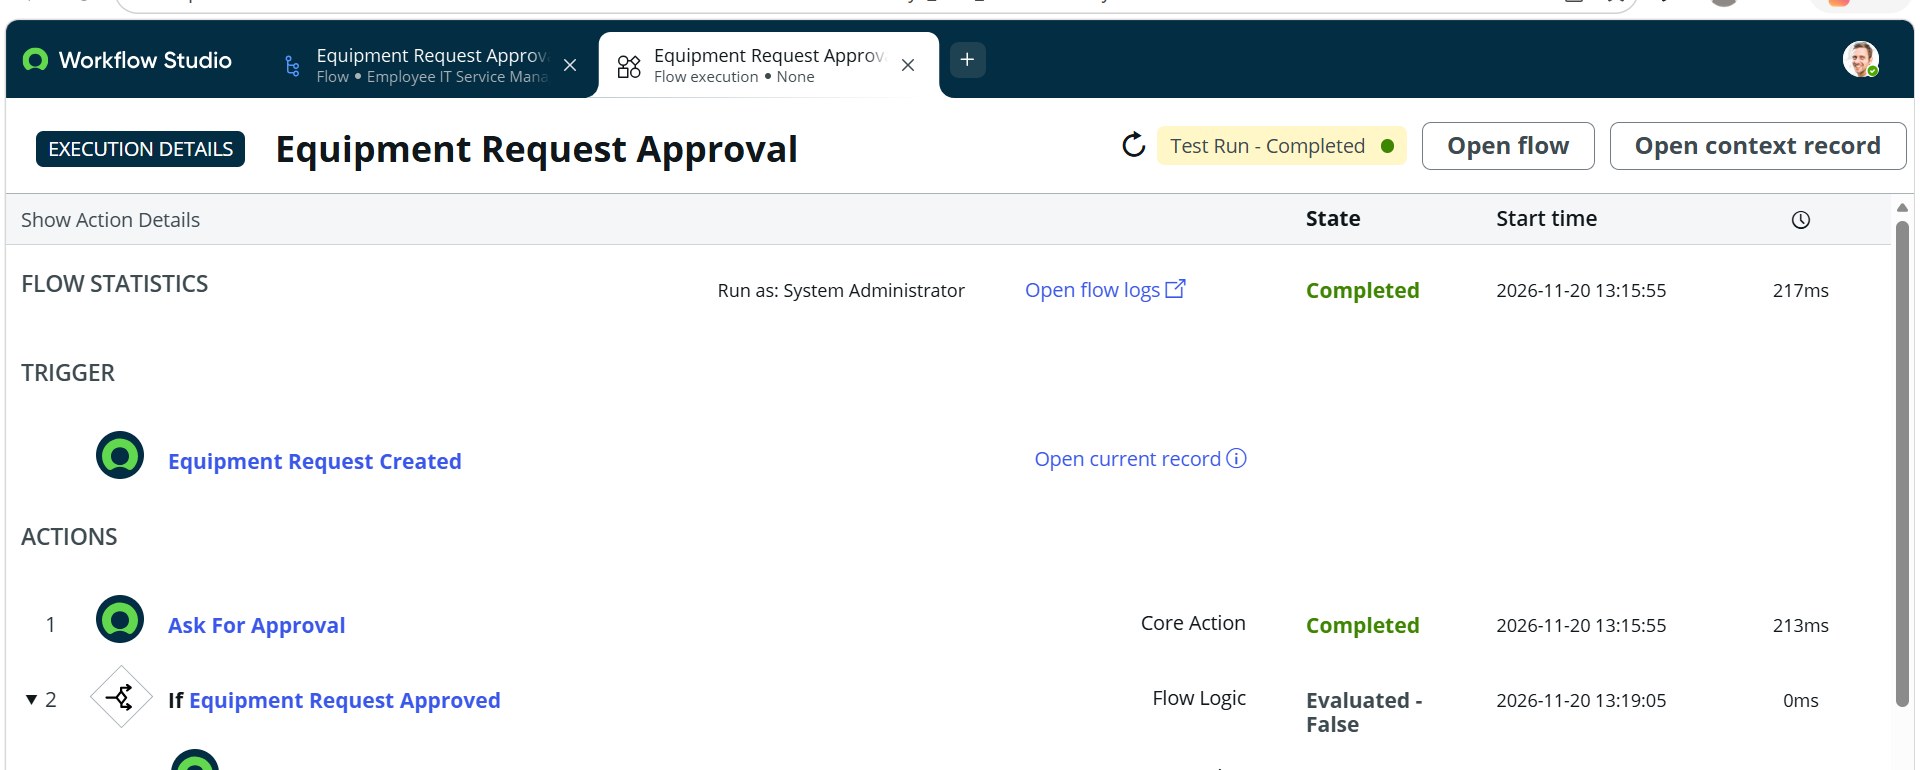 Workflow Studio
Equipment Request Approv
Flow • Employee IT Service Mana
Equipment Request Approv
Flow execution • None
+
EXECUTION DETAILS
Equipment Request Approval
Test Run - Completed
Open flow
Open context record
Show Action Details
State
Start time
FLOW STATISTICS
Run as: System Administrator
Open flow logs
Completed
2026-11-20 13:15:55
217ms
TRIGGER
Equipment Request Created
Open current record
ACTIONS
1
Ask For Approval
Core Action
Completed
2026-11-20 13:15:55
213ms
2
If Equipment Request Approved
Flow Logic
Evaluated -
False
2026-11-20 13:19:05
0ms